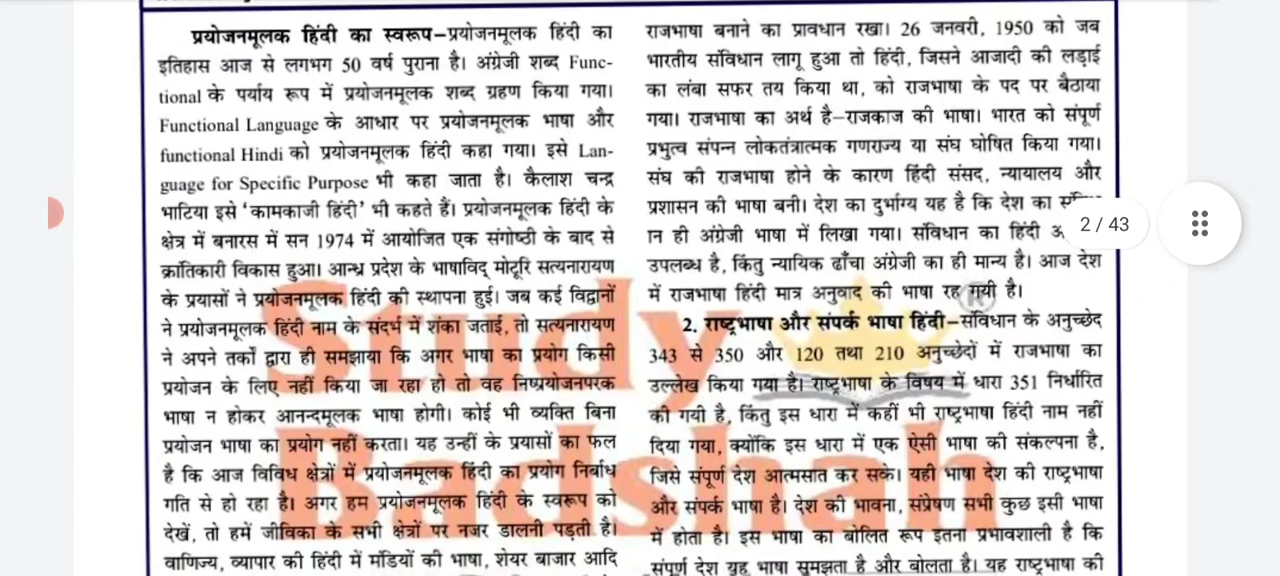 प्रयोजनमूलक हिंदी का स्वरूप–प्रयोजनमूलक हिंदी का
इतिहास आज से लगभग 50 वर्ष पुराना है। अंग्रेजी शब्द Func-
tional के पर्याय रूप में प्रयोजनमूलक शब्द ग्रहण किया गया।
Functional Language के आधार पर प्रयोजनमूलक भाषा और
functional Hindi को प्रयोजनमूलक हिंदी कहा गया। इसे Lan-
guage for Specific Purpose भी कहा जाता है। कैलाश चन्द्र
भाटिया इसे ‘कामकाजी हिंदी’ भी कहते हैं। प्रयोजनमूलक हिंदी के
क्षेत्र में बनारस में सन 1974 में आयोजित एक संगोष्ठी के बाद से
क्रांतिकारी विकास हुआ। आन्ध्र प्रदेश के भाषाविद् मोटूरि सत्यनारायण
के प्रयासों ने प्रयोजनमूलक हिंदी की स्थापना हुई। जब कई विद्वानों
ने प्रयोजनमूलक हिंदी नाम के संदर्भ में शंका जताई, तो सत्यनारायण
ने अपने तर्कों द्वारा ही समझाया कि अगर भाषा का प्रयोग किसी
प्रयोजन के लिए नहीं किया जा रहा हो तो वह निष्प्रयोजनपरक
भाषा न होकर आनन्दमूलक भाषा होगी। कोई भी व्यक्ति बिना
प्रयोजन भाषा का प्रयोग नहीं करता। यह उन्हीं के प्रयासों का फल
है कि आज विविध क्षेत्रों में प्रयोजनमूलक हिंदी का प्रयोग निर्बाध
गति से हो रहा है। अगर हम प्रयोजनमूलक हिंदी के स्वरूप को
देखें, तो हमें जीविका के सभी क्षेत्रों पर नजर डालनी पड़ती है।
वाणिज्य, व्यापार की हिंदी में मंडियों की भाषा, शेयर बाजार आदि
राजभाषा बनाने का प्रावधान रखा। 26 जनवरी, 1950 को जब
भारतीय संविधान लागू हुआ तो हिंदी, जिसने आजादी की लड़ाई
का लंबा सफर तय किया था, को राजभाषा के पद पर बैठाया
गया। राजभाषा का अर्थ है–राजकाज की भाषा। भारत को संपूर्ण
प्रभुत्व संपन्न लोकतंत्रात्मक गणराज्य या संघ घोषित किया गया।
संघ की राजभाषा होने के कारण हिंदी संसद, न्यायालय और
प्रशासन की भाषा बनी। देश का दुर्भाग्य यह है कि देश का
ान ही अंग्रेजी भाषा में लिखा गया। संविधान का हिंदी
उपलब्ध है, किंतु न्यायिक ढाँचा अंग्रेजी का ही मान्य है। आज देश
में राजभाषा हिंदी मात्र अनुवाद की भाषा रह गयी है।
2. राष्ट्रभाषा और संपर्क भाषा हिंदी–संविधान के अनुच्छेद
343 से 350 और 120 तथा 210 अनुच्छेदों में राजभाषा का
उल्लेख किया गया है। राष्ट्रभाषा के विषय में धारा 351 निर्धारित
की गयी है, किंतु इस धारा में कहीं भी राष्ट्रभाषा हिंदी नाम नहीं
दिया गया, क्योंकि इस धारा में एक ऐसी भाषा की संकल्पना है,
जिसे संपूर्ण देश आत्मसात कर सके। यही भाषा देश की राष्ट्रभाषा
और संपर्क भाषा है। देश की भावना, संप्रेषण सभी कुछ इसी भाषा
में होता है। इस भाषा का बोलित रूप इतना प्रभावशाली है कि
संपूर्ण देश यह भाषा समझता है और बोलता है। यह राष्ट्रभाषा की
2 / 43
Study
Badshah
®